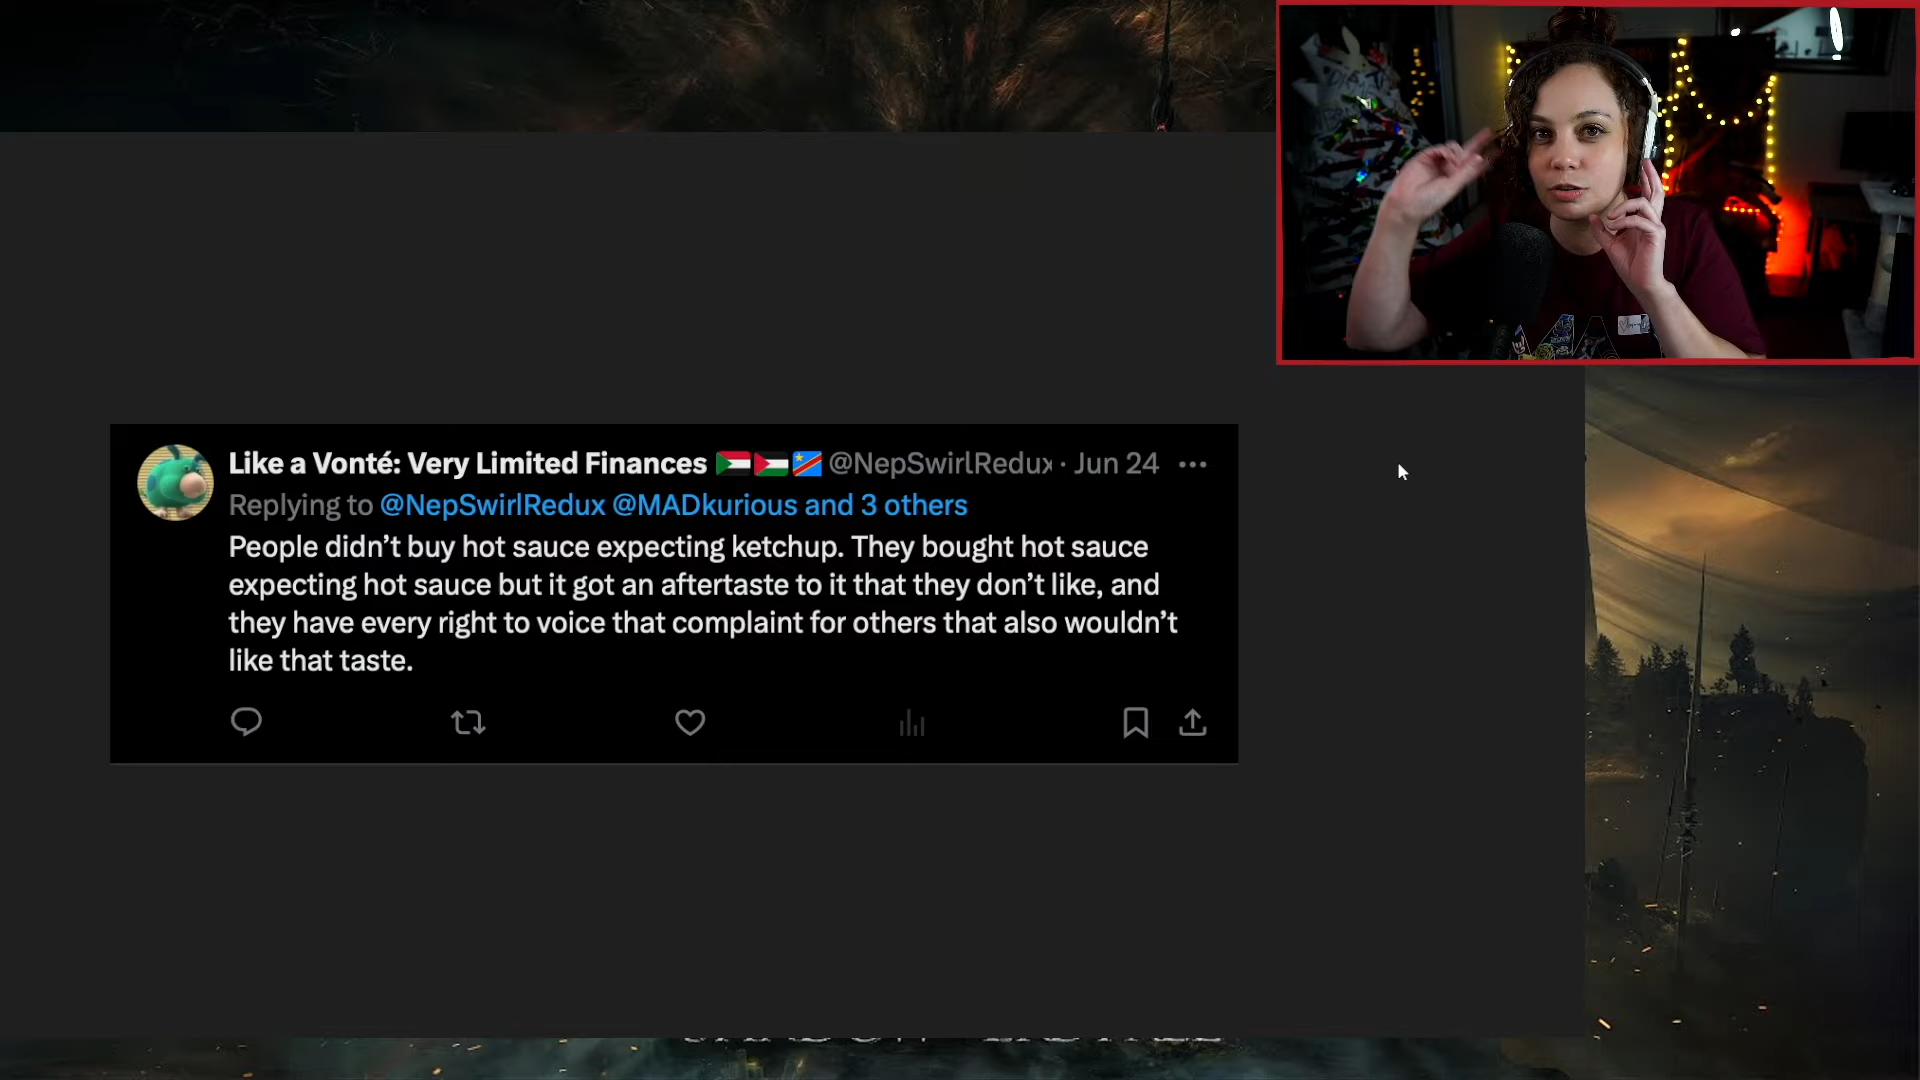 Like a Vonté: Very Limited Finances 🇸🇩🇵🇸🇨🇩 @NepSwirlRedux · Jun 24
Replying to @NepSwirlRedux @MADkurious and 3 others
People didn’t buy hot sauce expecting ketchup. They bought hot sauce
expecting hot sauce but it got an aftertaste to it that they don’t like, and
they have every right to voice that complaint for others that also wouldn’t
like that taste.